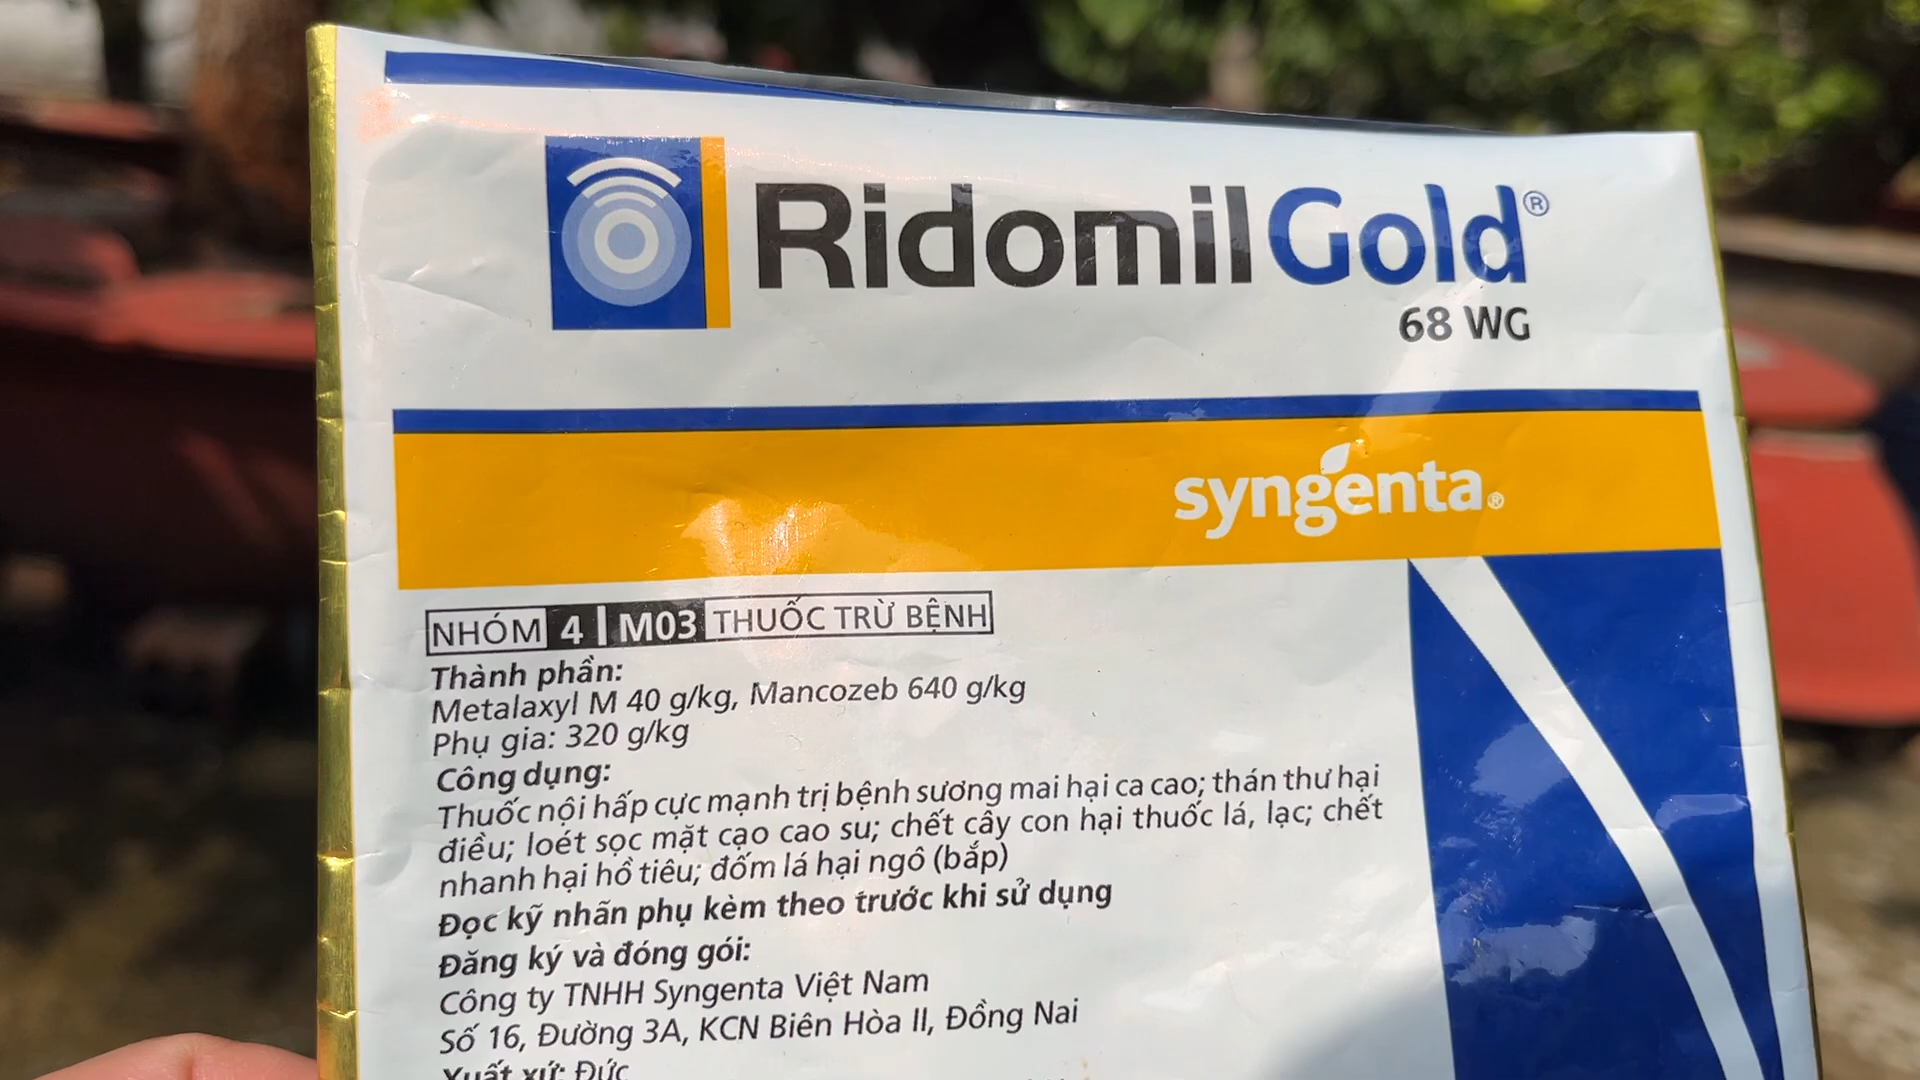 RidomilGold®
68 WG
syngenta®
NHÓM 4 | M03 THUỐC TRỪ BỆNH
Thành phần:
Metalaxyl M 40 g/kg, Mancozeb 640 g/kg
Phụ gia: 320 g/kg
Công dụng:
Thuốc nội hấp cực mạnh trị bệnh sương mai hại ca cao; thán thư hại
điều; loét sọc mặt cạo cao su; chết cây con hại thuốc lá, lạc; chết
nhanh hại hồ tiêu; đốm lá hại ngô (bắp)
Đọc kỹ nhãn phụ kèm theo trước khi sử dụng
Đăng ký và đóng gói:
Công ty TNHH Syngenta Việt Nam
Số 16, Đường 3A, KCN Biên Hòa II, Đồng Nai
Xuất xứ: Đức